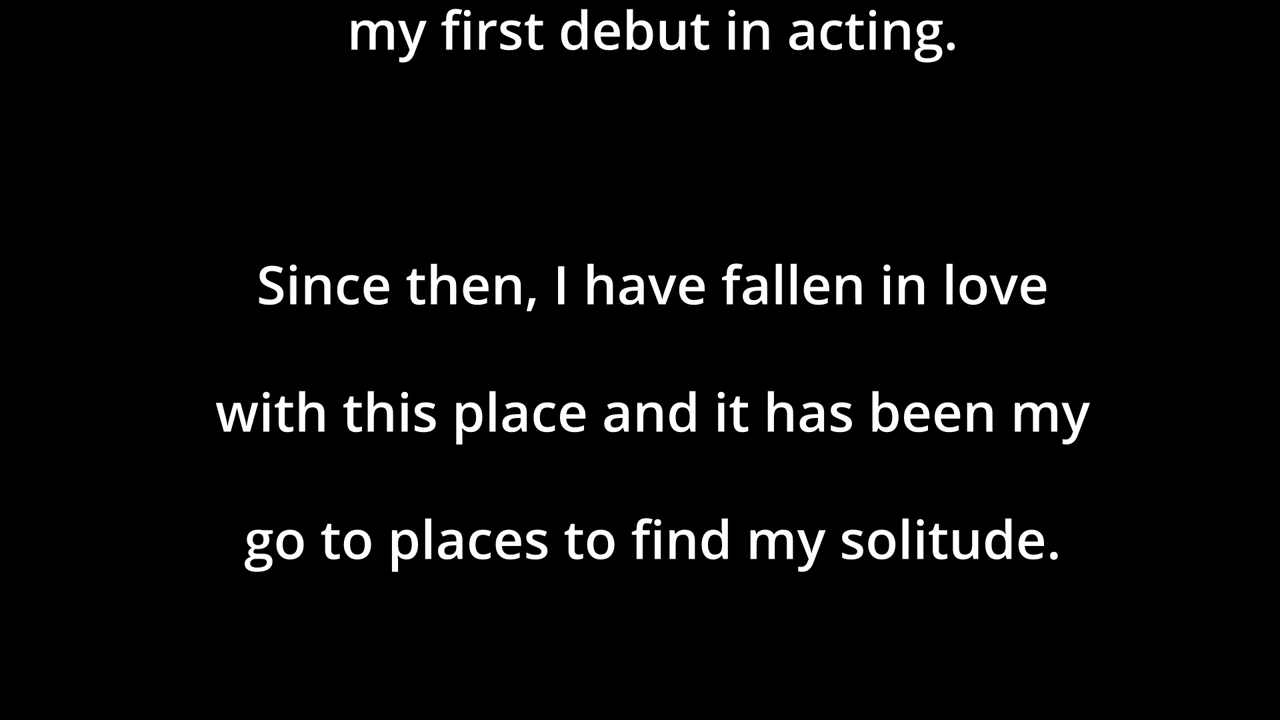 my first debut in acting.
Since then, I have fallen in love
with this place and it has been my
go to places to find my solitude.